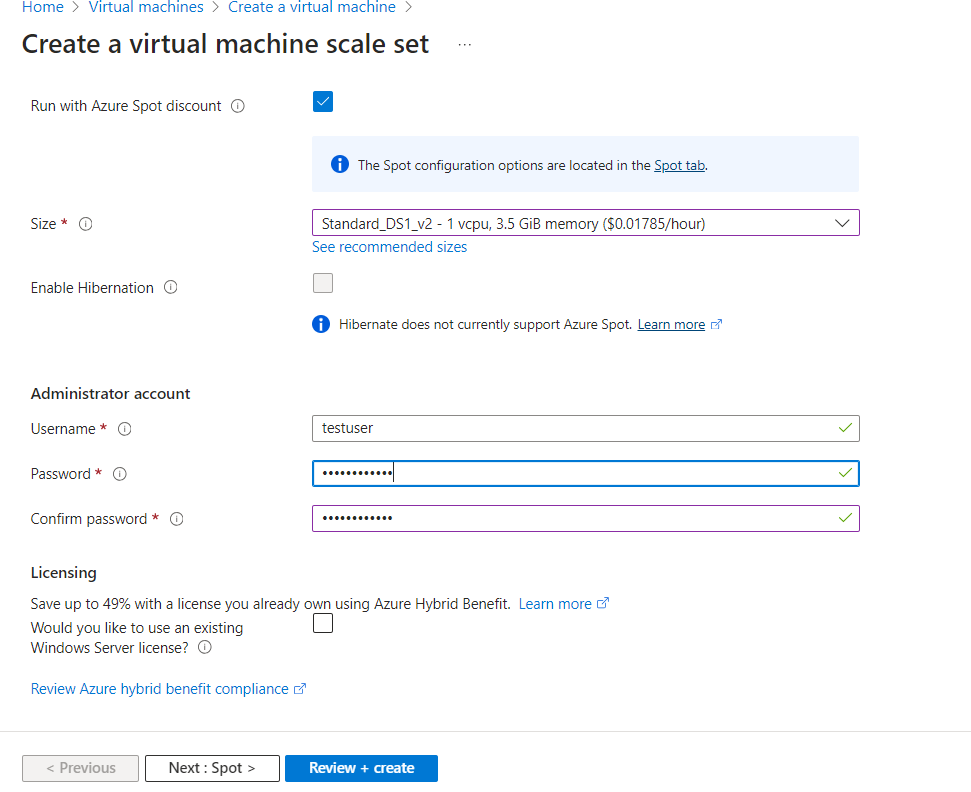 Home > Virtual machines > Create a virtual machine >
Create a virtual machine scale set ...
Run with Azure Spot discount
The Spot configuration options are located in the Spot tab.
Size *
Standard_DS1_v2 - 1 vcpu, 3.5 GiB memory ($0.01785/hour)
See recommended sizes
Enable Hibernation
Hibernate does not currently support Azure Spot. Learn more
Administrator account
Username *
testuser
Password *
••••••••••••
Confirm password *
••••••••••••
Licensing
Save up to 49% with a license you already own using Azure Hybrid Benefit. Learn more
Would you like to use an existing
Windows Server license?
Review Azure hybrid benefit compliance
< Previous
Next : Spot >
Review + create